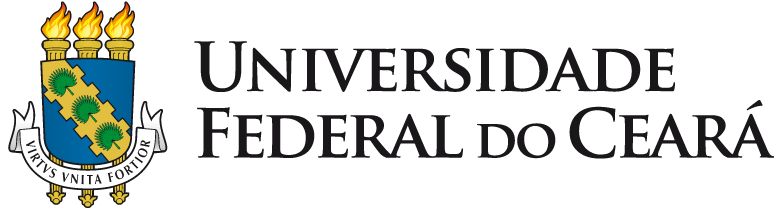 UNIVERSIDADE
FEDERAL DO CEARÁ
VIRTVS VNITA FORTIOR